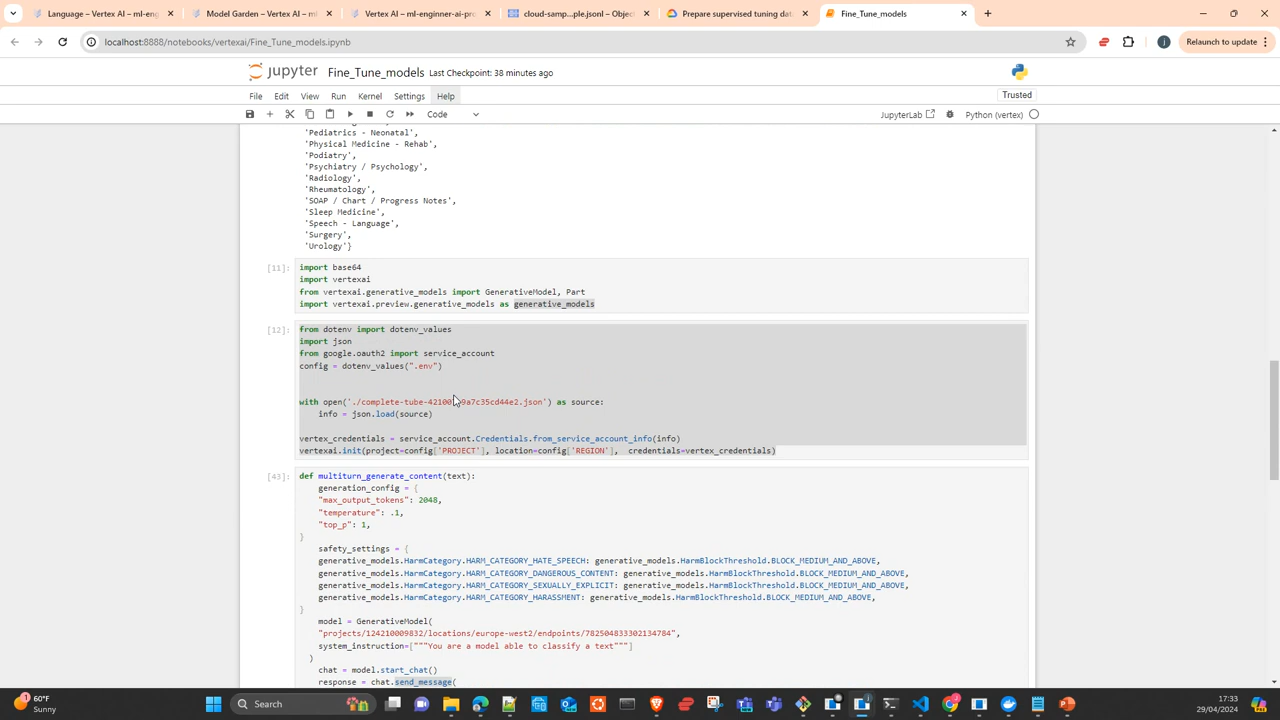 Language – Vertex AI – ml-eng
Model Garden – Vertex AI – ml-e
Vertex AI – ml-enginner-ai-pre
cloud-samp...ple.jsonl – Object
Prepare supervised tuning dat
Fine_Tune_models
localhost:8888/notebooks/vertexai/Fine_Tune_models.ipynb
Relaunch to update
jupyter Fine_Tune_models Last Checkpoint: 38 minutes ago
File Edit View Run Kernel Settings Help
Trusted
Code
JupyterLab
Python (vertex)
'Pediatrics - Neonatal',
'Physical Medicine - Rehab',
'Podiatry',
'Psychiatry / Psychology',
'Radiology',
'Rheumatology',
'SOAP / Chart / Progress Notes',
'Sleep Medicine',
'Speech - Language',
'Surgery',
'Urology'}
[11]:
import base64
import vertexai
from vertexai.generative_models import GenerativeModel, Part
import vertexai.preview.generative_models as generative_models
[12]:
from dotenv import dotenv_values
import json
from google.oauth2 import service_account
config = dotenv_values(".env")
with open('./complete-tube-42100 9a7c35cd44e2.json') as source:
info = json.load(source)
vertex_credentials = service_account.Credentials.from_service_account_info(info)
vertexai.init(project=config['PROJECT'], location=config['REGION'], credentials=vertex_credentials)
[43]:
def multiturn_generate_content(text):
generation_config = {
"max_output_tokens": 2048,
"temperature": .1,
"top_p": 1,
}
safety_settings = {
generative_models.HarmCategory.HARM_CATEGORY_HATE_SPEECH: generative_models.HarmBlockThreshold.BLOCK_MEDIUM_AND_ABOVE,
generative_models.HarmCategory.HARM_CATEGORY_DANGEROUS_CONTENT: generative_models.HarmBlockThreshold.BLOCK_MEDIUM_AND_ABOVE,
generative_models.HarmCategory.HARM_CATEGORY_SEXUALLY_EXPLICIT: generative_models.HarmBlockThreshold.BLOCK_MEDIUM_AND_ABOVE,
generative_models.HarmCategory.HARM_CATEGORY_HARASSMENT: generative_models.HarmBlockThreshold.BLOCK_MEDIUM_AND_ABOVE,
}
model = GenerativeModel(
"projects/124210009832/locations/europe-west2/endpoints/782504833302134784",
system_instruction=["""You are a model able to classify a text"""]
)
chat = model.start_chat()
response = chat.send_message(
60°F
Sunny
Search
17:33
29/04/2024